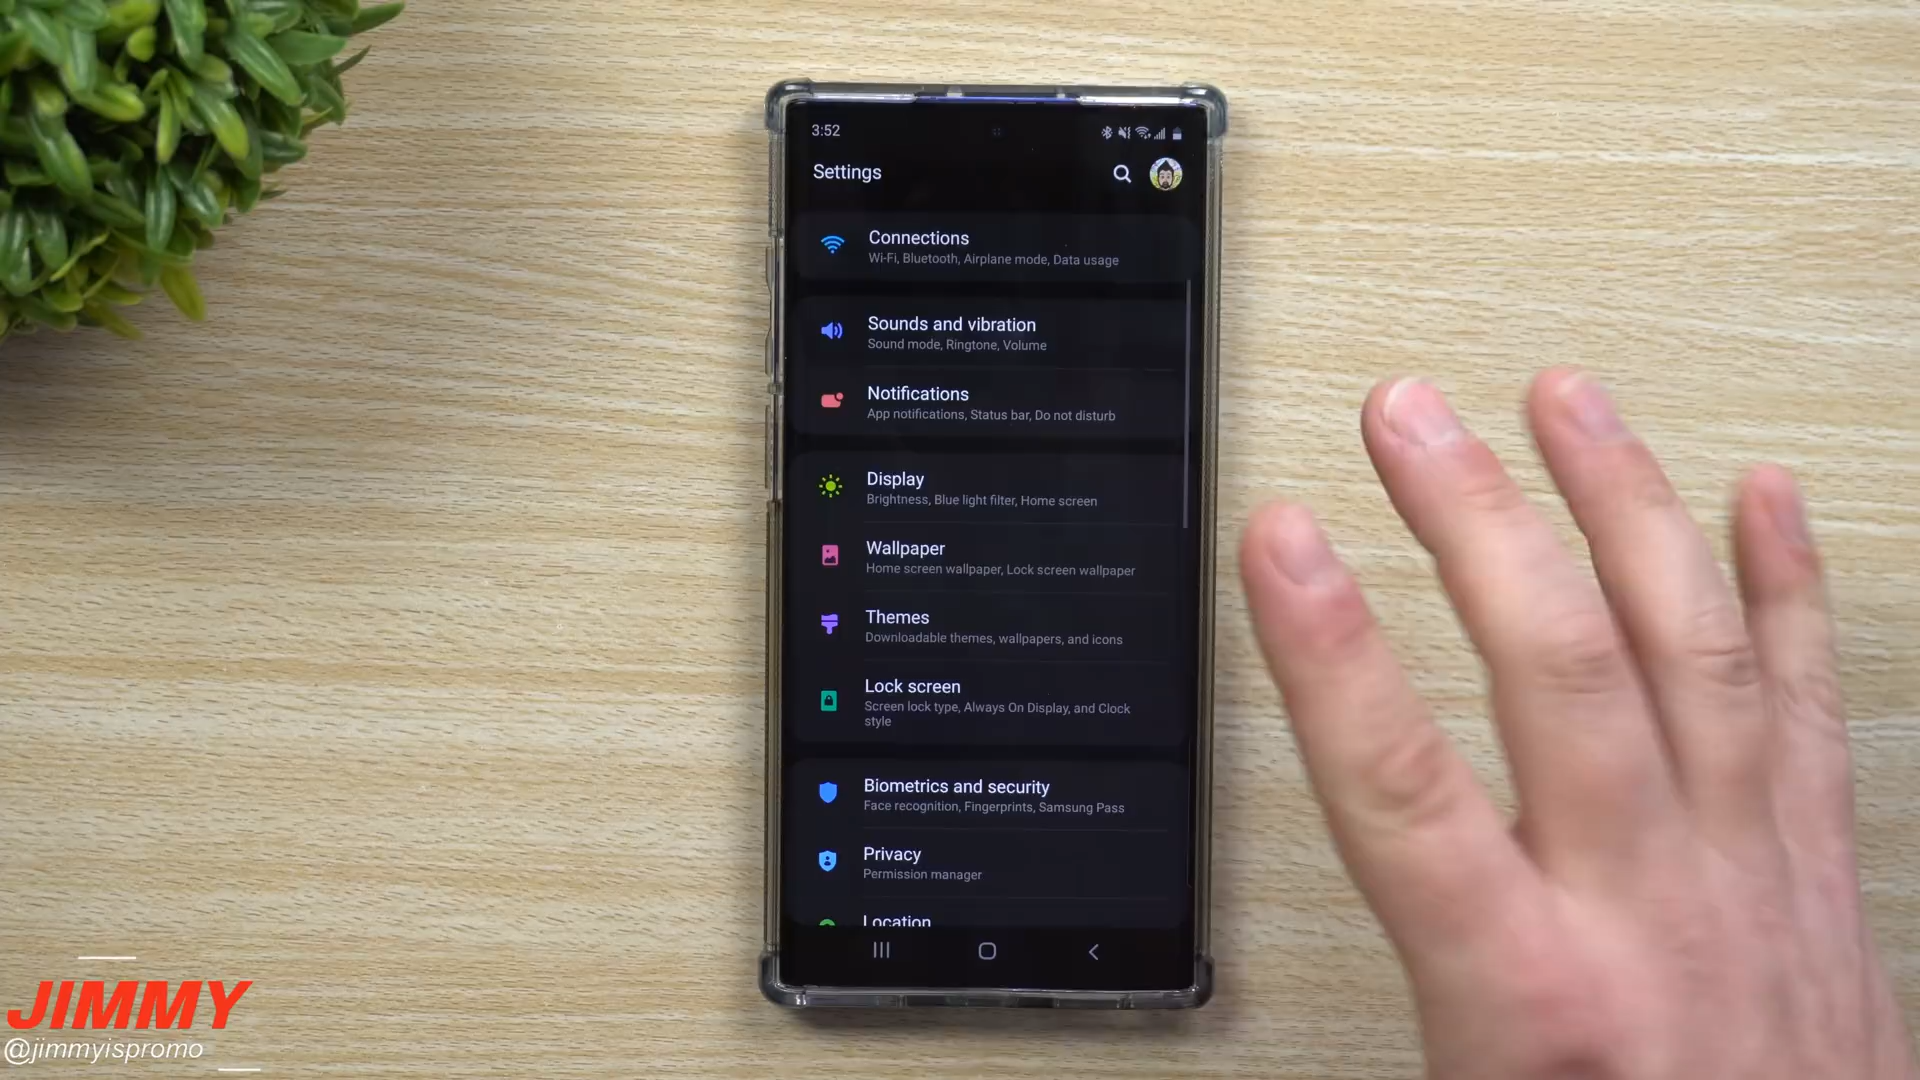 3:52
Settings
Connections
Wi-Fi, Bluetooth, Airplane mode, Data usage
Sounds and vibration
Sound mode, Ringtone, Volume
Notifications
App notifications, Status bar, Do not disturb
Display
Brightness, Blue light filter, Home screen
Wallpaper
Home screen wallpaper, Lock screen wallpaper
Themes
Downloadable themes, wallpapers, and icons
Lock screen
Screen lock type, Always On Display, and Clock
style
Biometrics and security
Face recognition, Fingerprints, Samsung Pass
Privacy
Permission manager
Location
JIMMY
@jimmyispromo